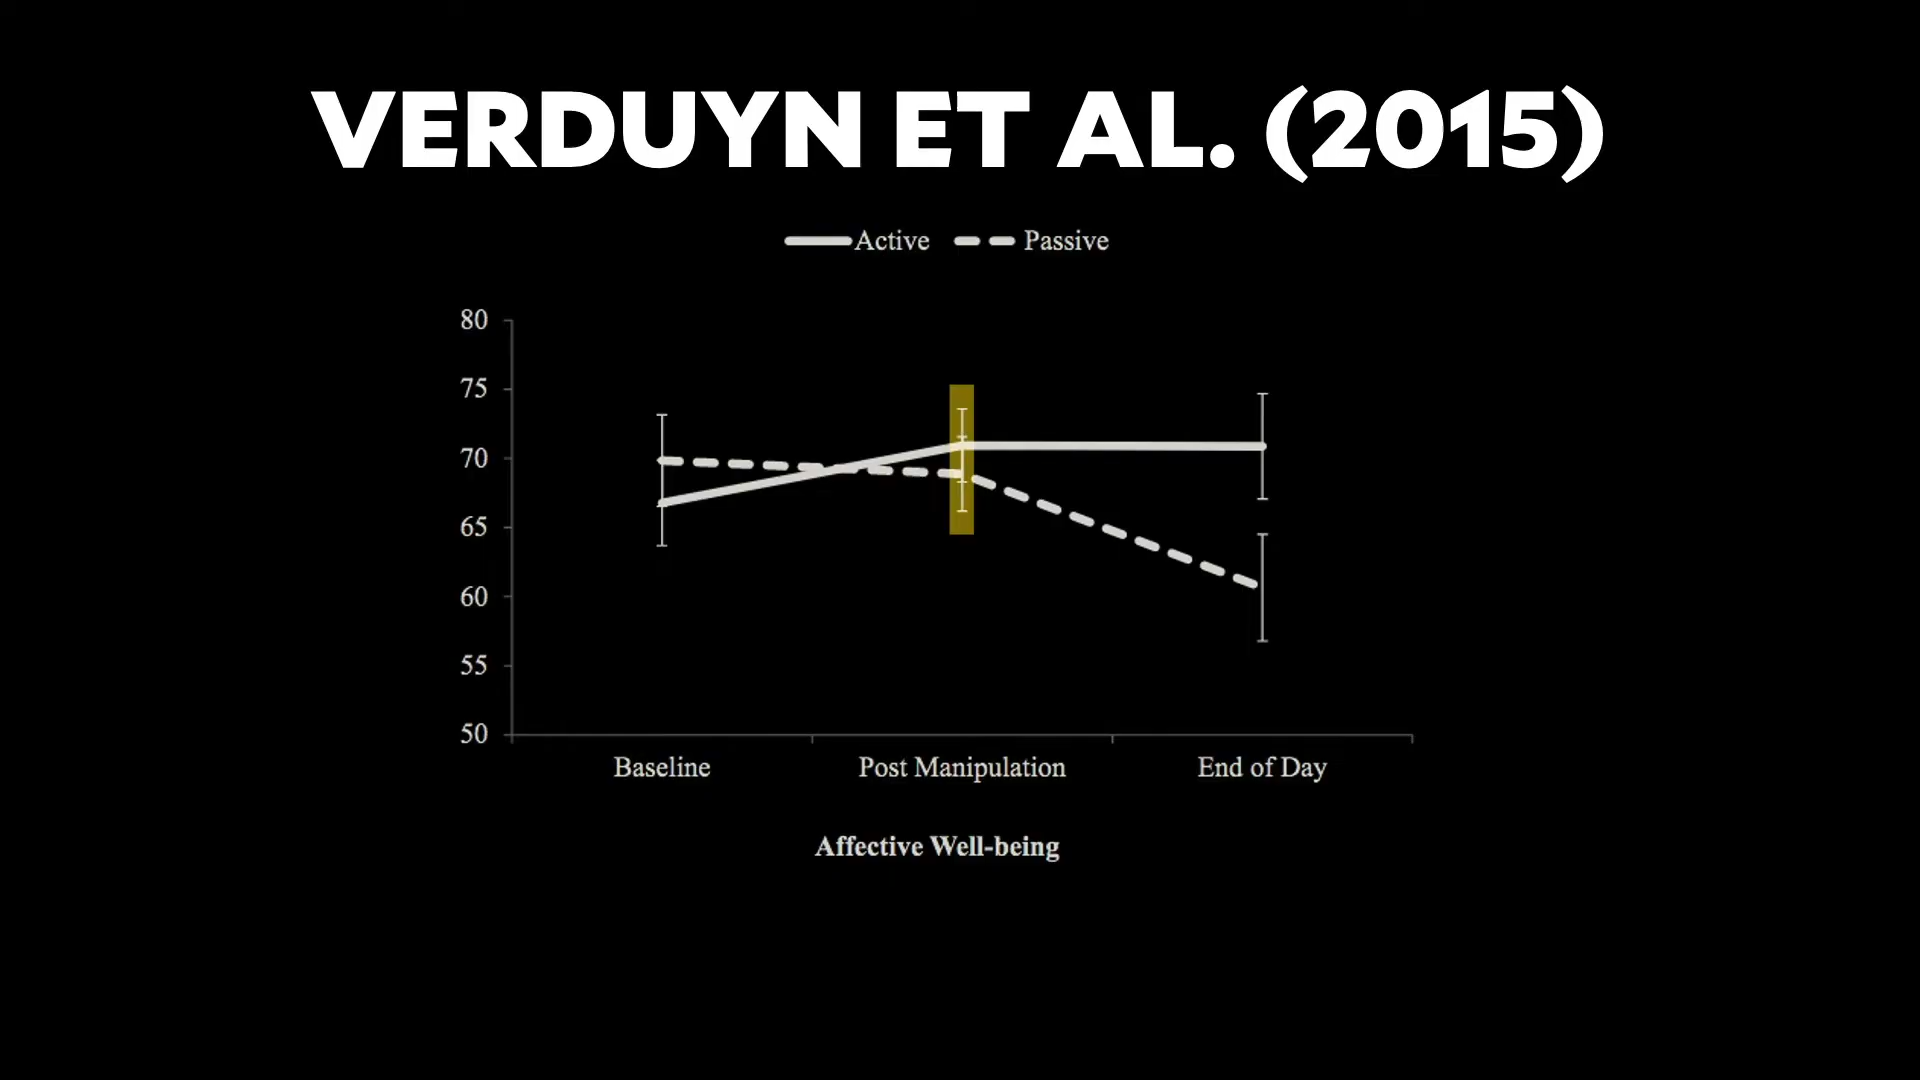 VERDUYN ET AL. (2015)
Active Passive
80
75
70
65
60
55
50
Baseline Post Manipulation End of Day
Affective Well-being